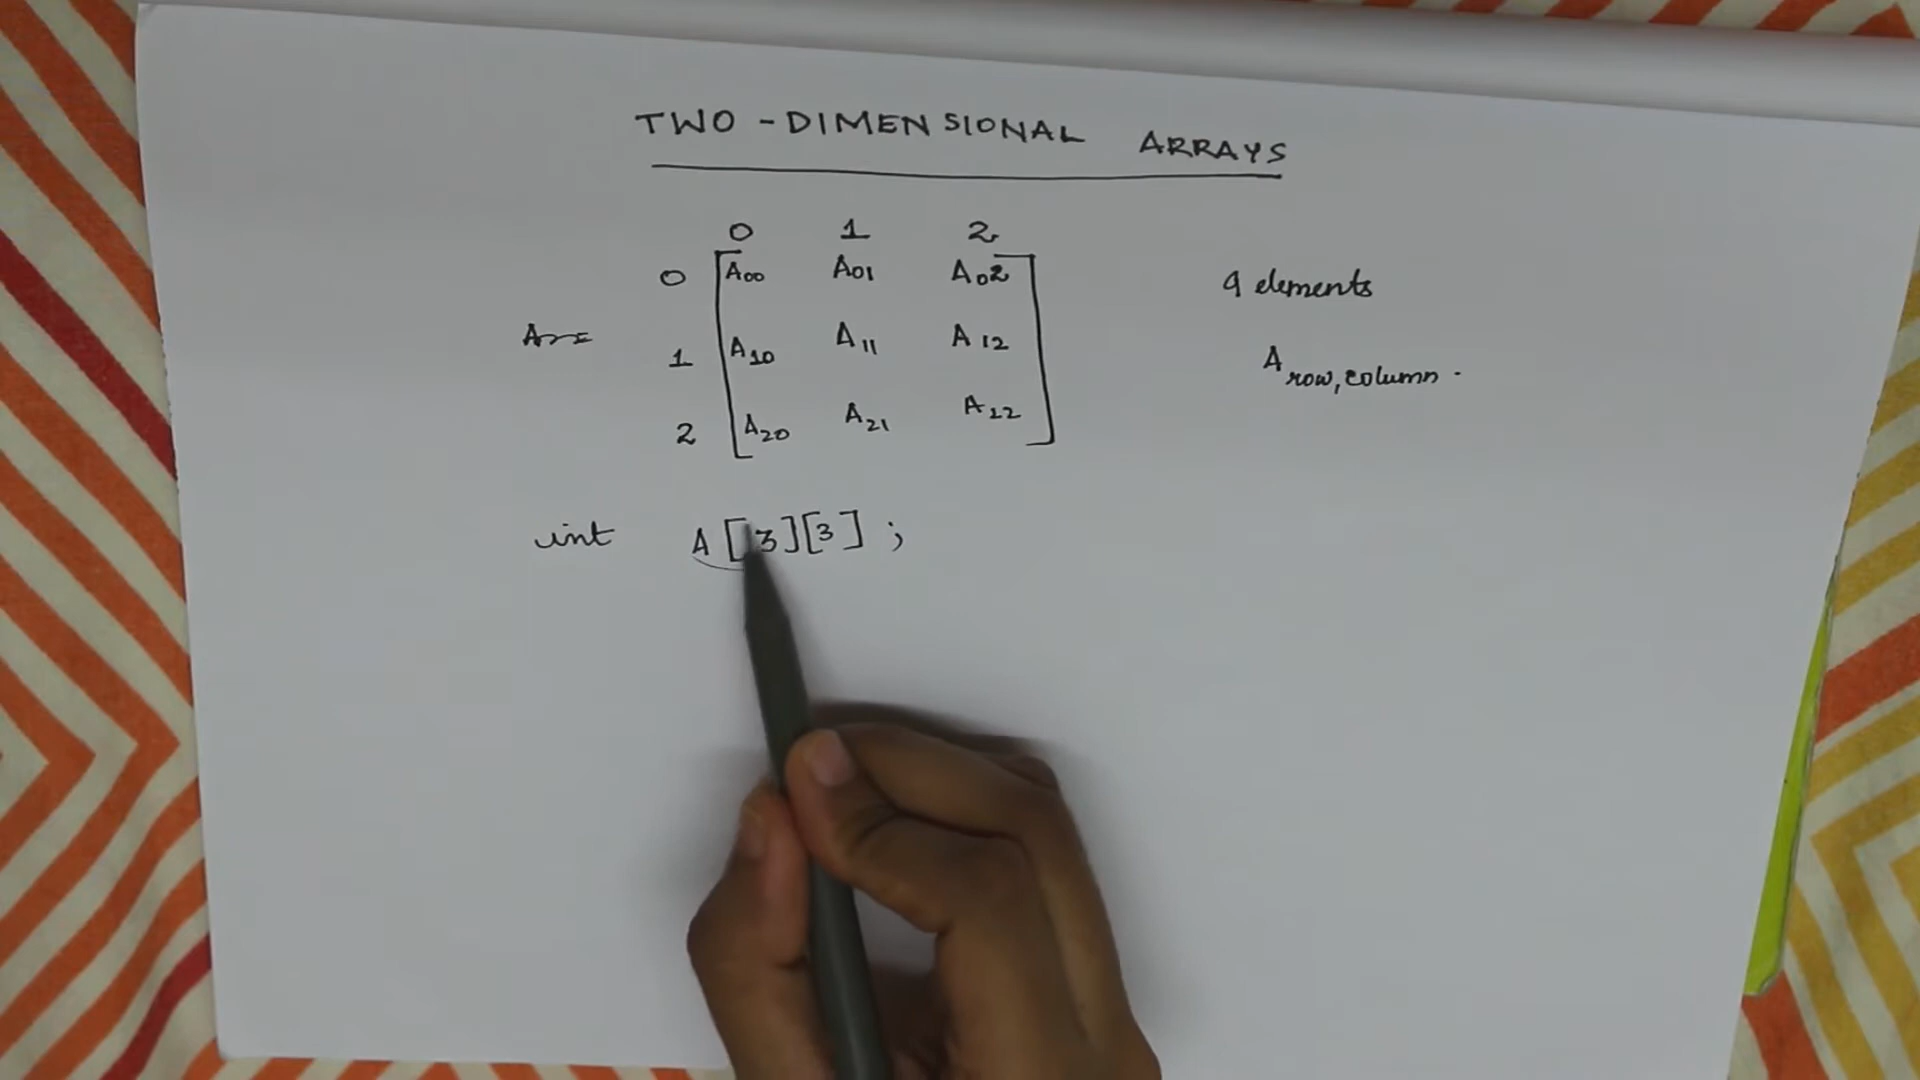 TWO-DIMENSIONAL ARRAYS
0 1 2
0 A00 A01 A02 9 elements
A = 1 A10 A11 A12 A row, column.
2 A20 A21 A22
int A[3][3];